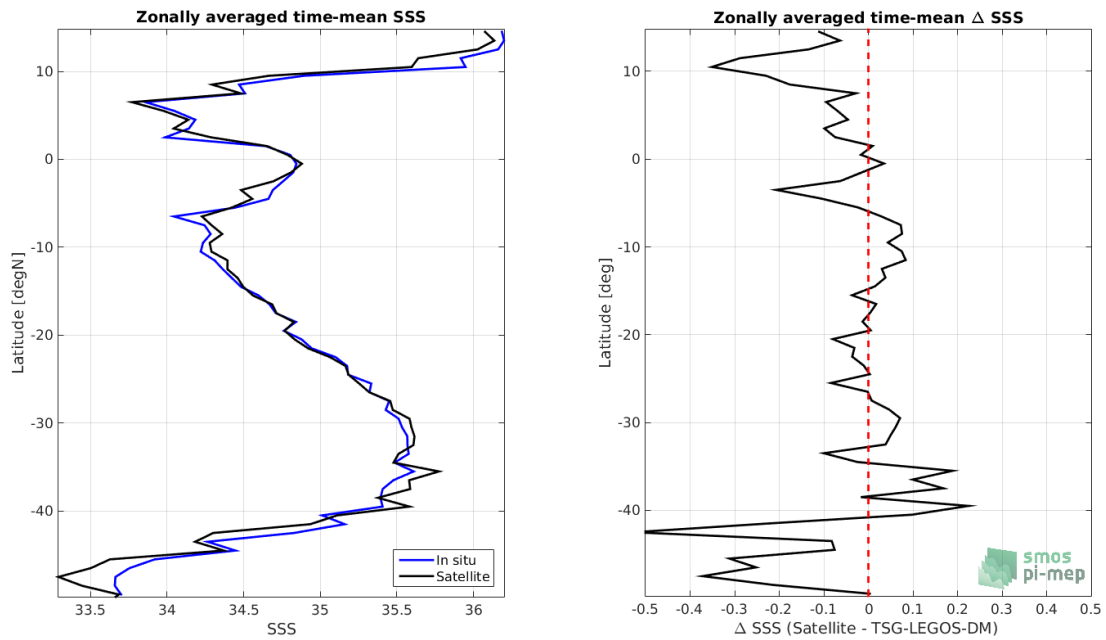 Zonally averaged time-mean SSS
10
0
-10
-20
-30
-40
Latitude [degN]
33.5 34 34.5 35 35.5 36
SSS
In situ
Satellite
Zonally averaged time-mean Δ SSS
10
0
-10
-20
-30
-40
Latitude [deg]
-0.5 -0.4 -0.3 -0.2 -0.1 0 0.1 0.2 0.3 0.4 0.5
Δ SSS (Satellite - TSG-LEGOS-DM)
smos
pi-mep